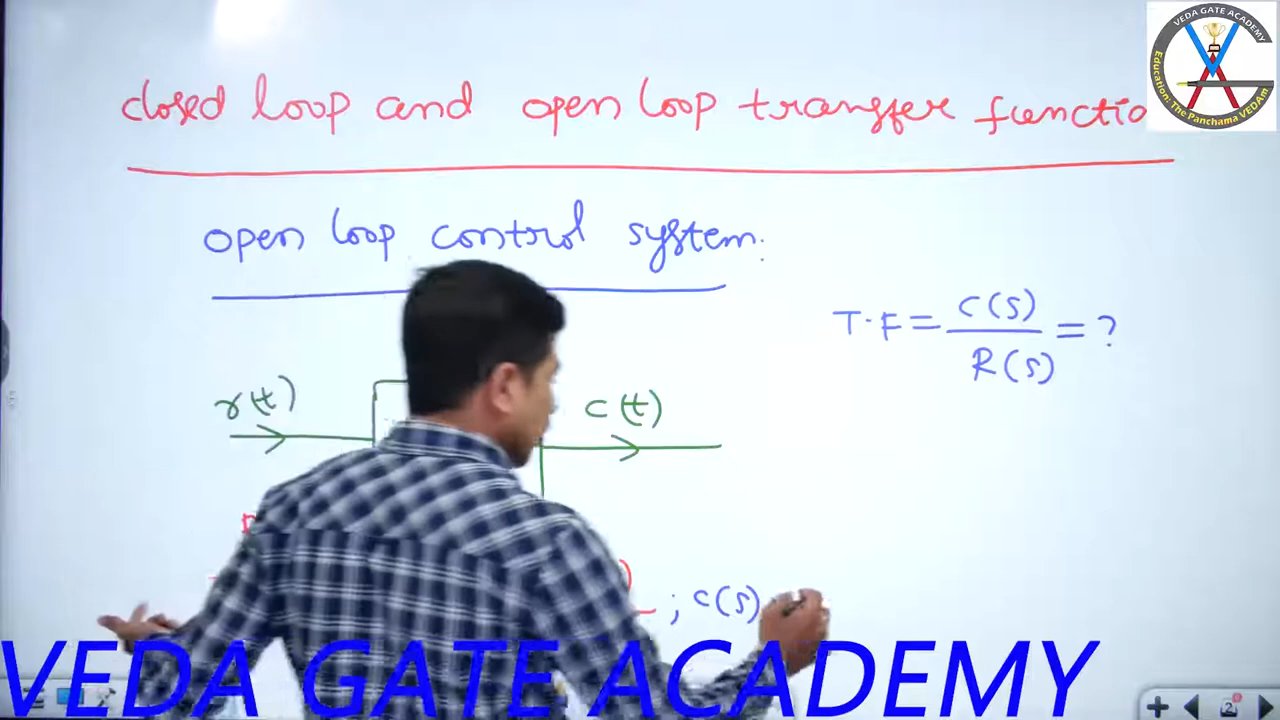 VEDA GATE ACADEMY
Education: The Panchama VEDAm
closed loop and open loop transfer functio
open loop control system.
T.F = C(s) / R(s) = ?
r(t)
c(t)
; C(s)
VEDA GATE ACADEMY
2